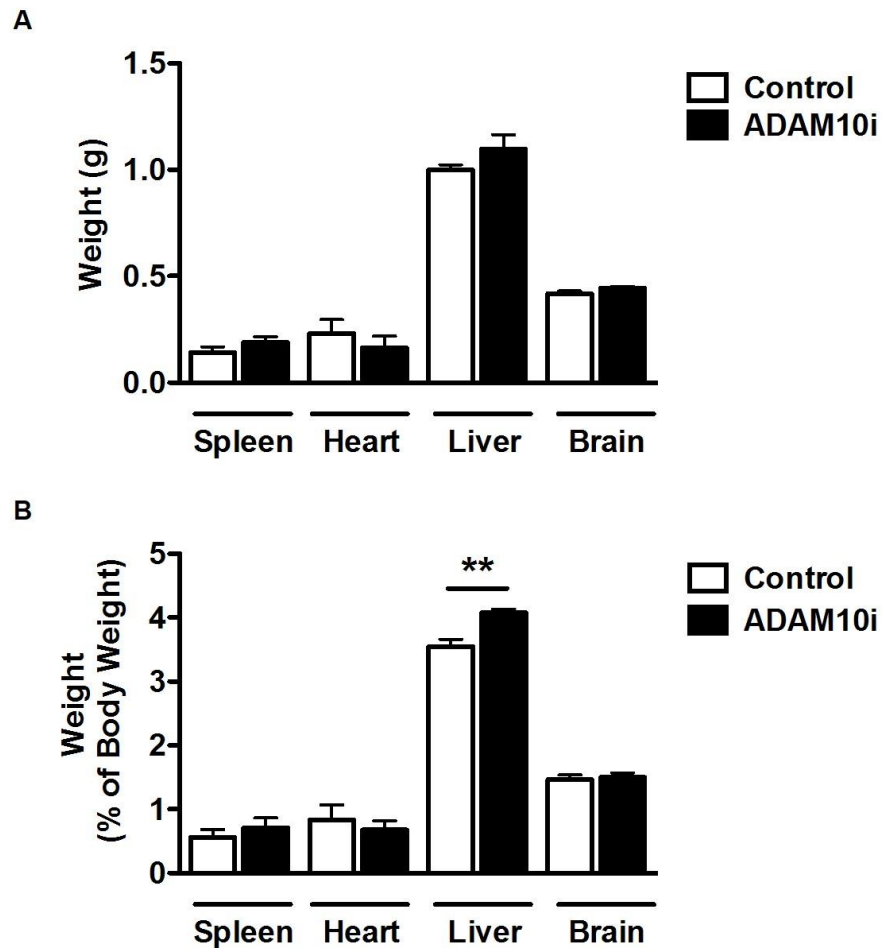 A
Weight (g)
1.5
1.0
0.5
0.0
Control
ADAM10i
Spleen Heart Liver Brain
B
Weight
(% of Body Weight)
5
4
3
2
1
0
**
Control
ADAM10i
Spleen Heart Liver Brain